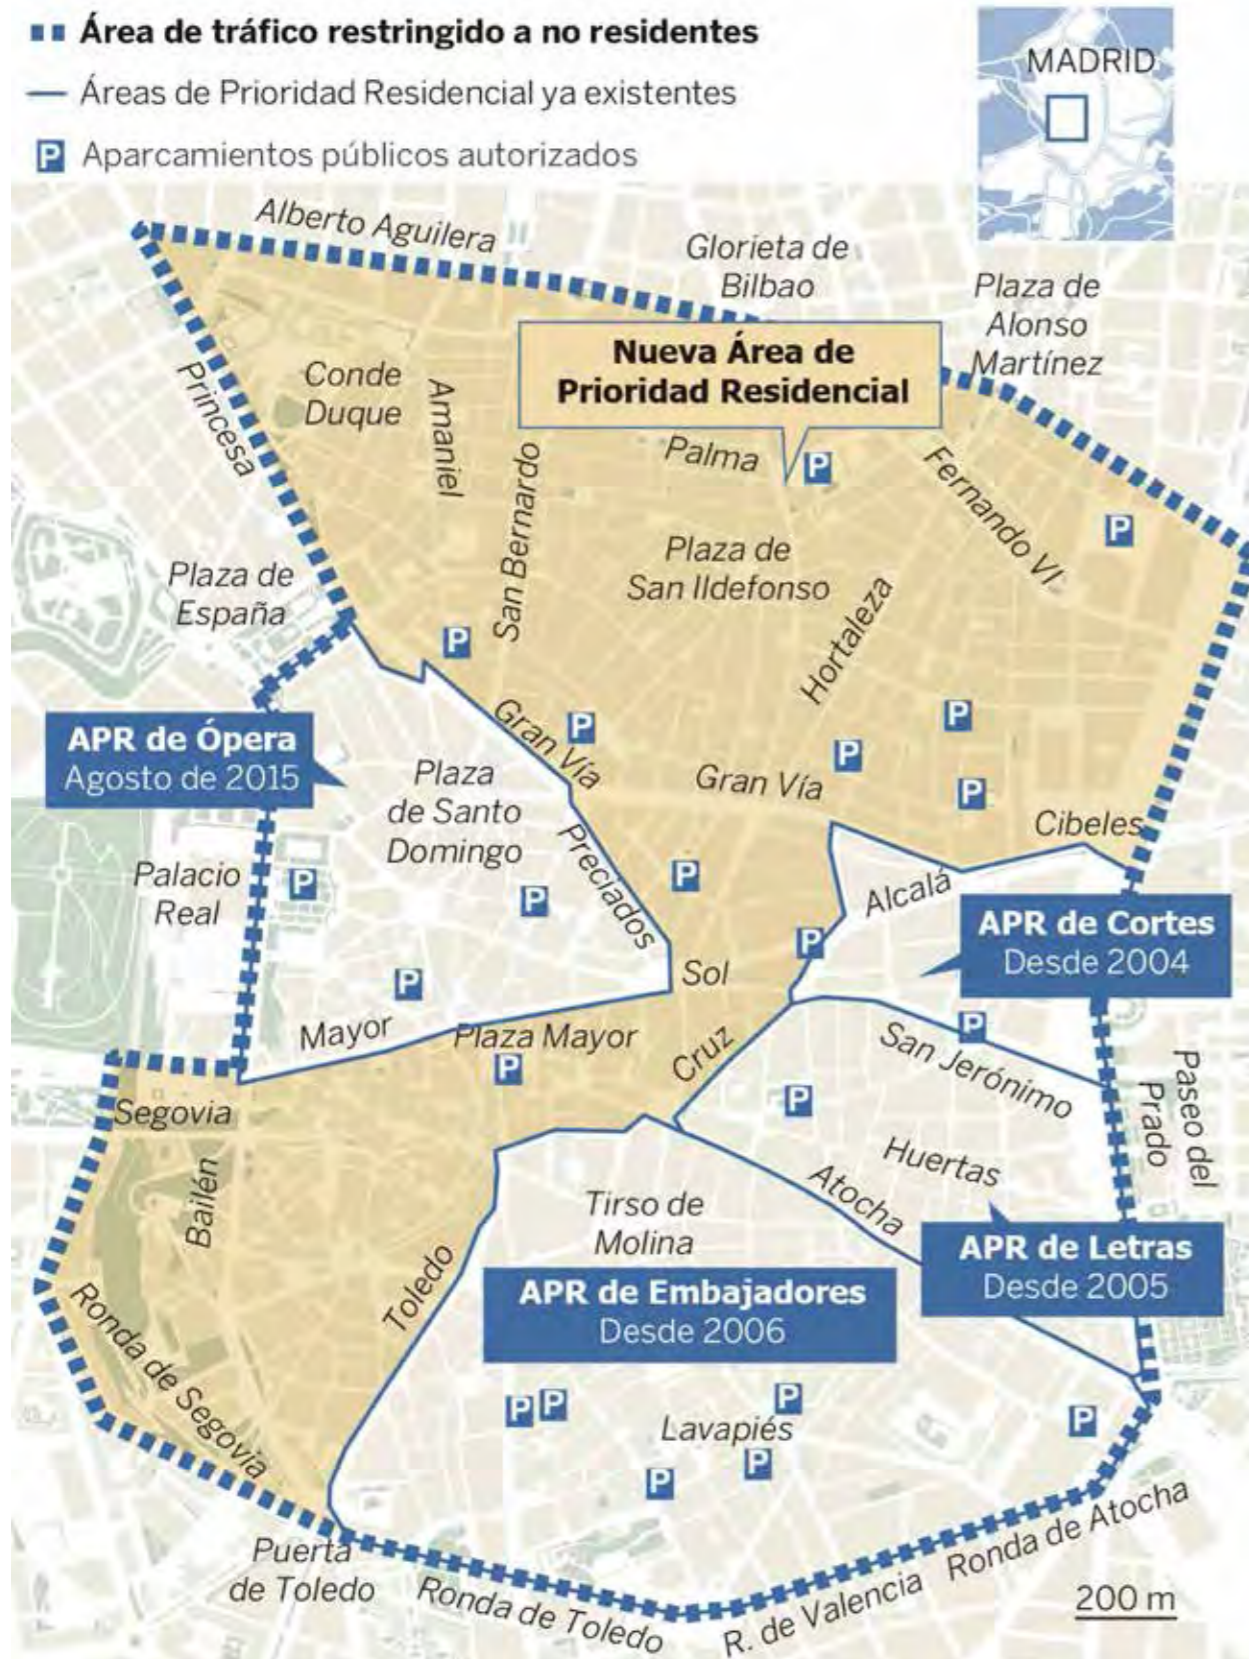 Área de tráfico restringido a no residentes
Áreas de Prioridad Residencial ya existentes
P Aparcamientos públicos autorizados
MADRID
Alberto Aguilera
Glorieta de
Bilbao
Plaza de
Alonso
Martínez
Nueva Área de
Prioridad Residencial
Princesa
Conde
Duque
Amaniel
San Bernardo
Palma
P
Fernando VI
P
Plaza de
San Ildefonso
Hortaleza
Plaza de
España
P
Gran Vía
P
Gran Vía
P
P
P
Cibeles
APR de Ópera
Agosto de 2015
Plaza
de Santo
Domingo
Preciados
Palacio
Real
P
P
P
P
Alcalá
APR de Cortes
Desde 2004
P
Sol
Mayor
Plaza Mayor
P
Cruz
P
San Jerónimo
P
Paseo del
Prado
Segovia
Bailén
Huertas
Atocha
Tirso de
Molina
APR de Letras
Desde 2005
Toledo
APR de Embajadores
Desde 2006
Ronda de Segovia
P
P
P
Lavapiés
P
P
P
Puerta
de Toledo
Ronda de Toledo
R. de Valencia
Ronda de Atocha
200 m